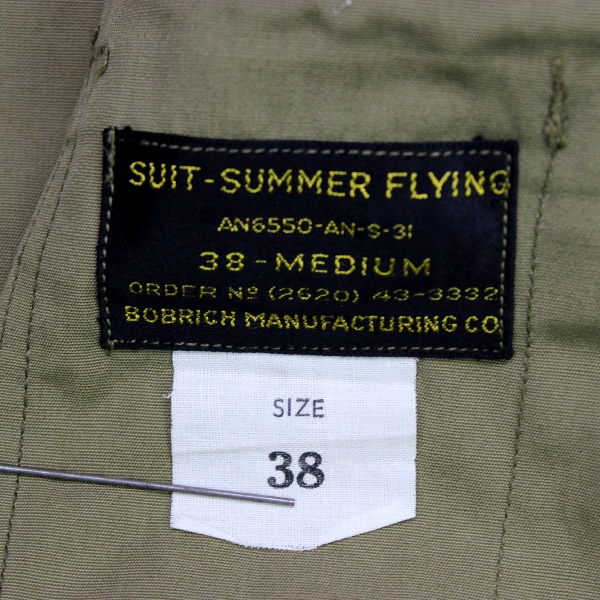 SUIT-SUMMER FLYING
AN6550-AN-S-31
38-MEDIUM
ORDER Nº (2620) 43-3332
BOBRICH MANUFACTURING CO
SIZE
38